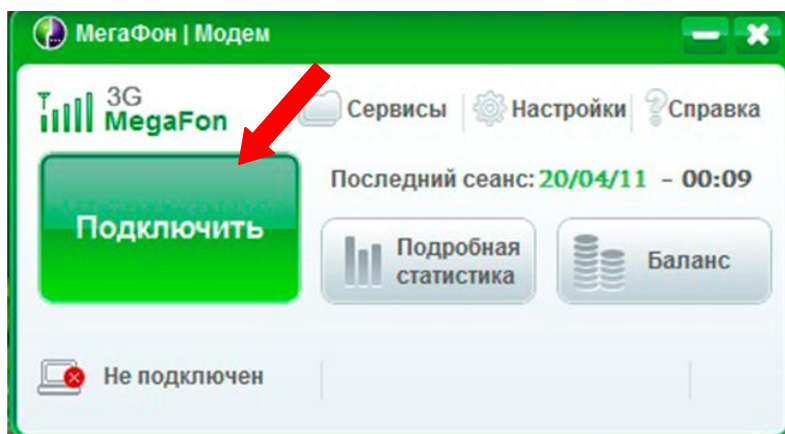 МегаФон | Модем
3G
MegaFon
Сервисы
Настройки
Справка
Последний сеанс: 20/04/11 - 00:09
Подключить
Подробная
статистика
Баланс
Не подключен